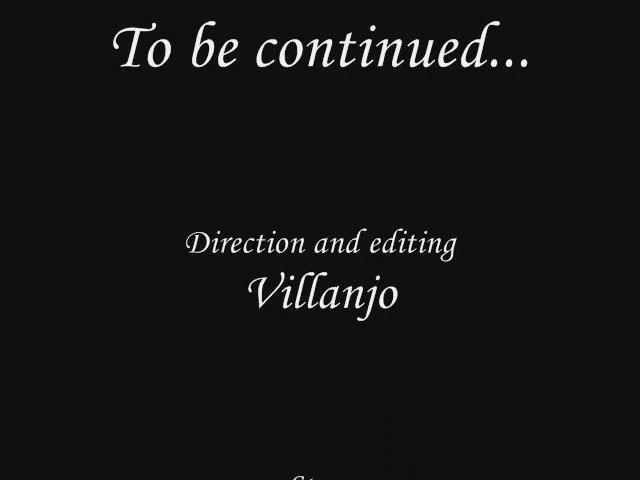 To be continued...
Direction and editing
Villanjo